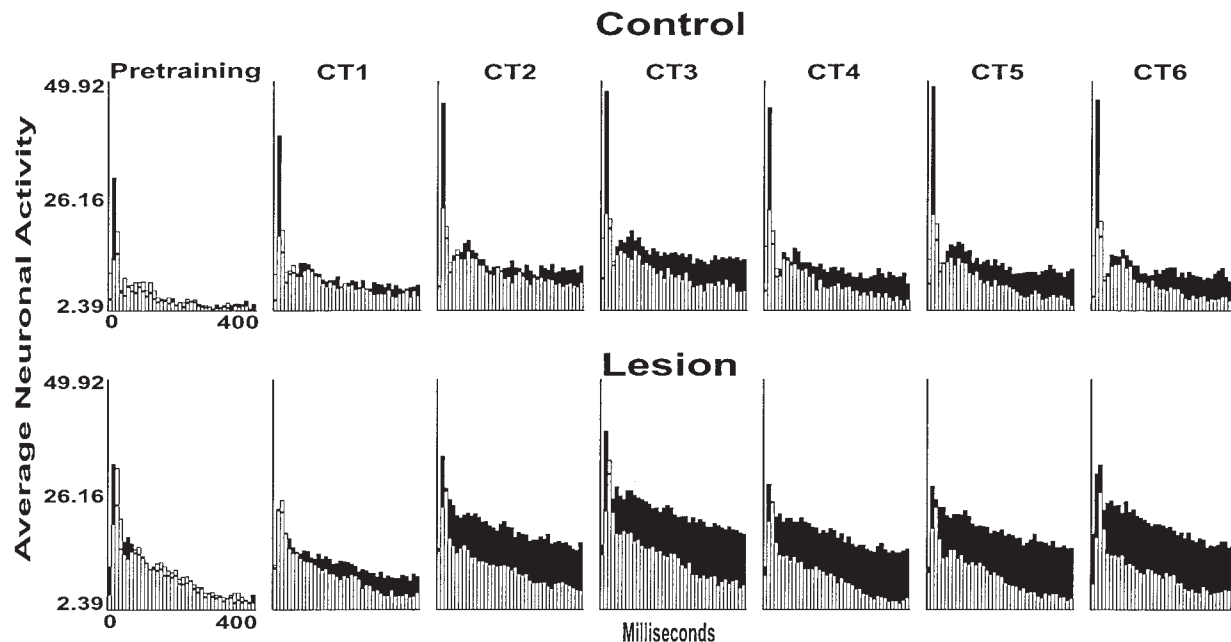 Control
Pretraining CT1 CT2 CT3 CT4 CT5 CT6
Average Neuronal Activity
49.92
26.16
2.39
0 400
Lesion
49.92
26.16
2.39
0 400
Milliseconds